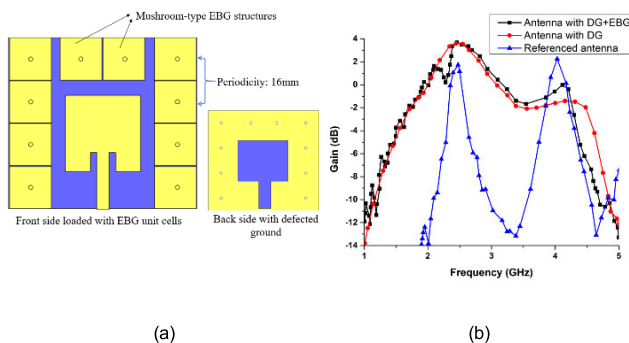 Mushroom-type EBG structures
Periodicity: 16mm
Front side loaded with EBG unit cells
Back side with defected
ground
(a)
Antenna with DG+EBG
Antenna with DG
Referenced antenna
Gain (dB)
4
2
0
-2
-4
-6
-8
-10
-12
-14
1
2
3
4
5
Frequency (GHz)
(b)